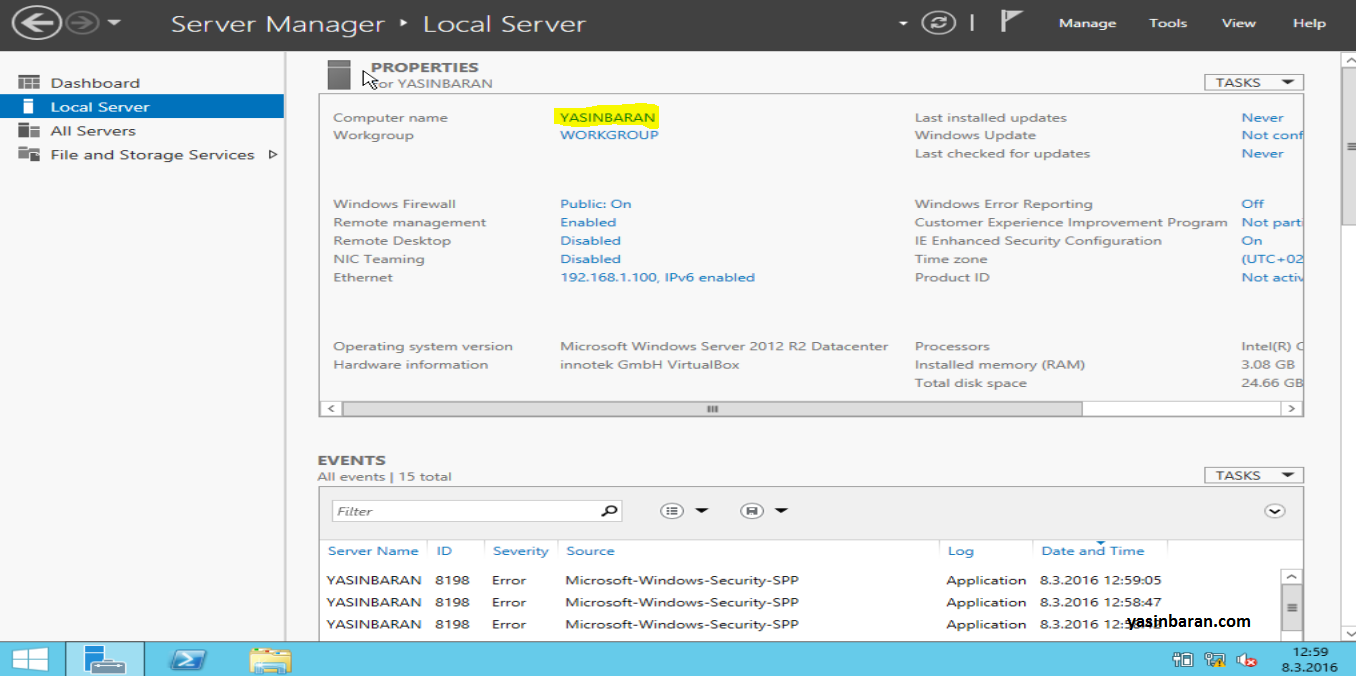 Server Manager ‣ Local Server
Manage Tools View Help
Dashboard
Local Server
All Servers
File and Storage Services
PROPERTIES
For YASINBARAN
TASKS
Computer name YASINBARAN Last installed updates Never
Workgroup WORKGROUP Windows Update Not conf
Last checked for updates Never
Windows Firewall Public: On Windows Error Reporting Off
Remote management Enabled Customer Experience Improvement Program Not parti
Remote Desktop Disabled IE Enhanced Security Configuration On
NIC Teaming Disabled Time zone (UTC+02
Ethernet 192.168.1.100, IPv6 enabled Product ID Not activ
Operating system version Microsoft Windows Server 2012 R2 Datacenter Processors Intel(R) C
Hardware information innotek GmbH VirtualBox Installed memory (RAM) 3.08 GB
Total disk space 24.66 GB
EVENTS
All events | 15 total
TASKS
Filter
Server Name ID Severity Source Log Date and Time
YASINBARAN 8198 Error Microsoft-Windows-Security-SPP Application 8.3.2016 12:59:05
YASINBARAN 8198 Error Microsoft-Windows-Security-SPP Application 8.3.2016 12:58:47
YASINBARAN 8198 Error Microsoft-Windows-Security-SPP Application 8.3.2016
yasinbaran.com
12:59
8.3.2016